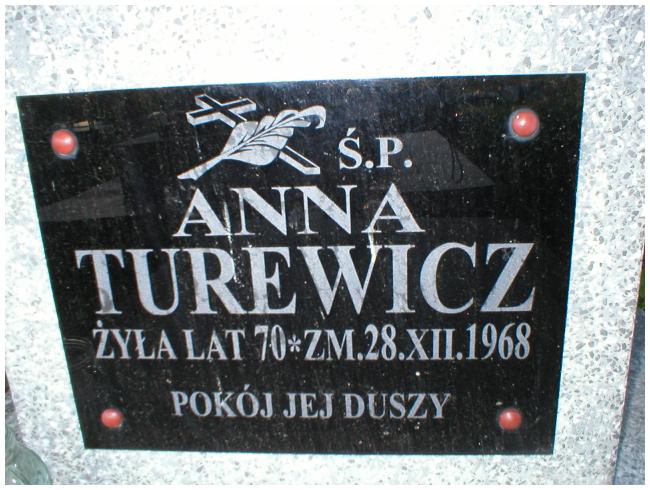 Ś.P.
ANNA
TUREWICZ
ŻYŁA LAT 70*ZM.28.XII.1968
POKÓJ JEJ DUSZY